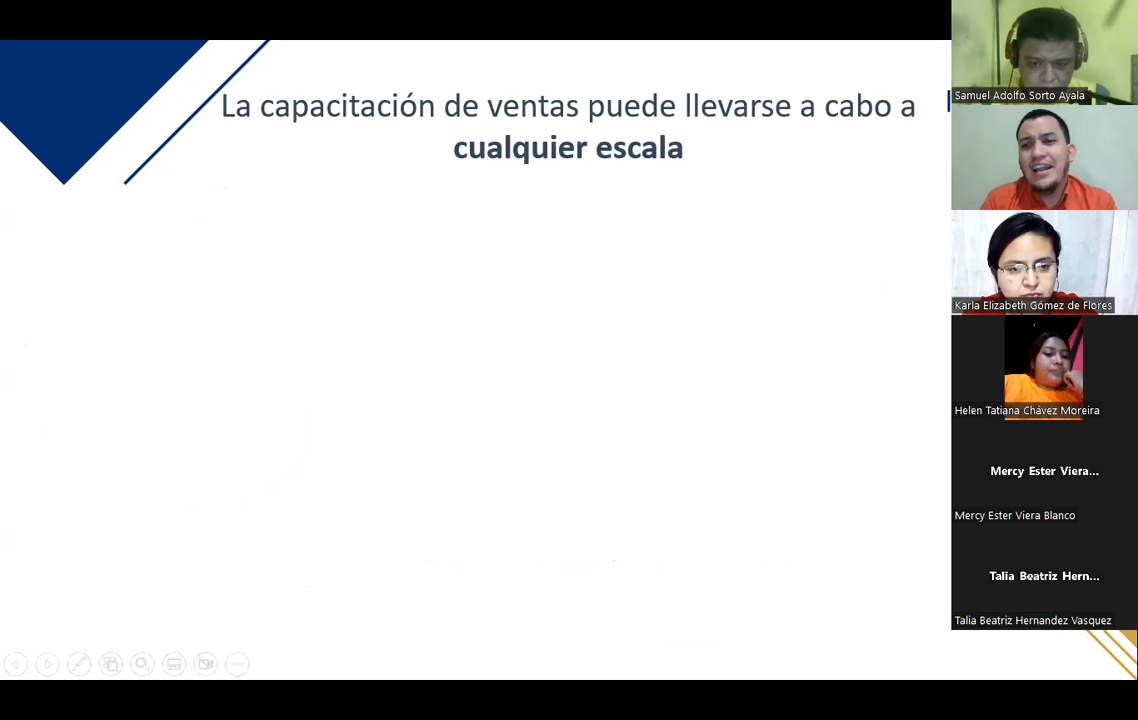 La capacitación de ventas puede llevarse a cabo a
cualquier escala
Samuel Adolfo Sorto Ayala
Karla Elizabeth Gómez de Flores
Helen Tatiana Chávez Moreira
Mercy Ester Viera...
Mercy Ester Viera Blanco
Talia Beatriz Hern...
Talia Beatriz Hernandez Vasquez